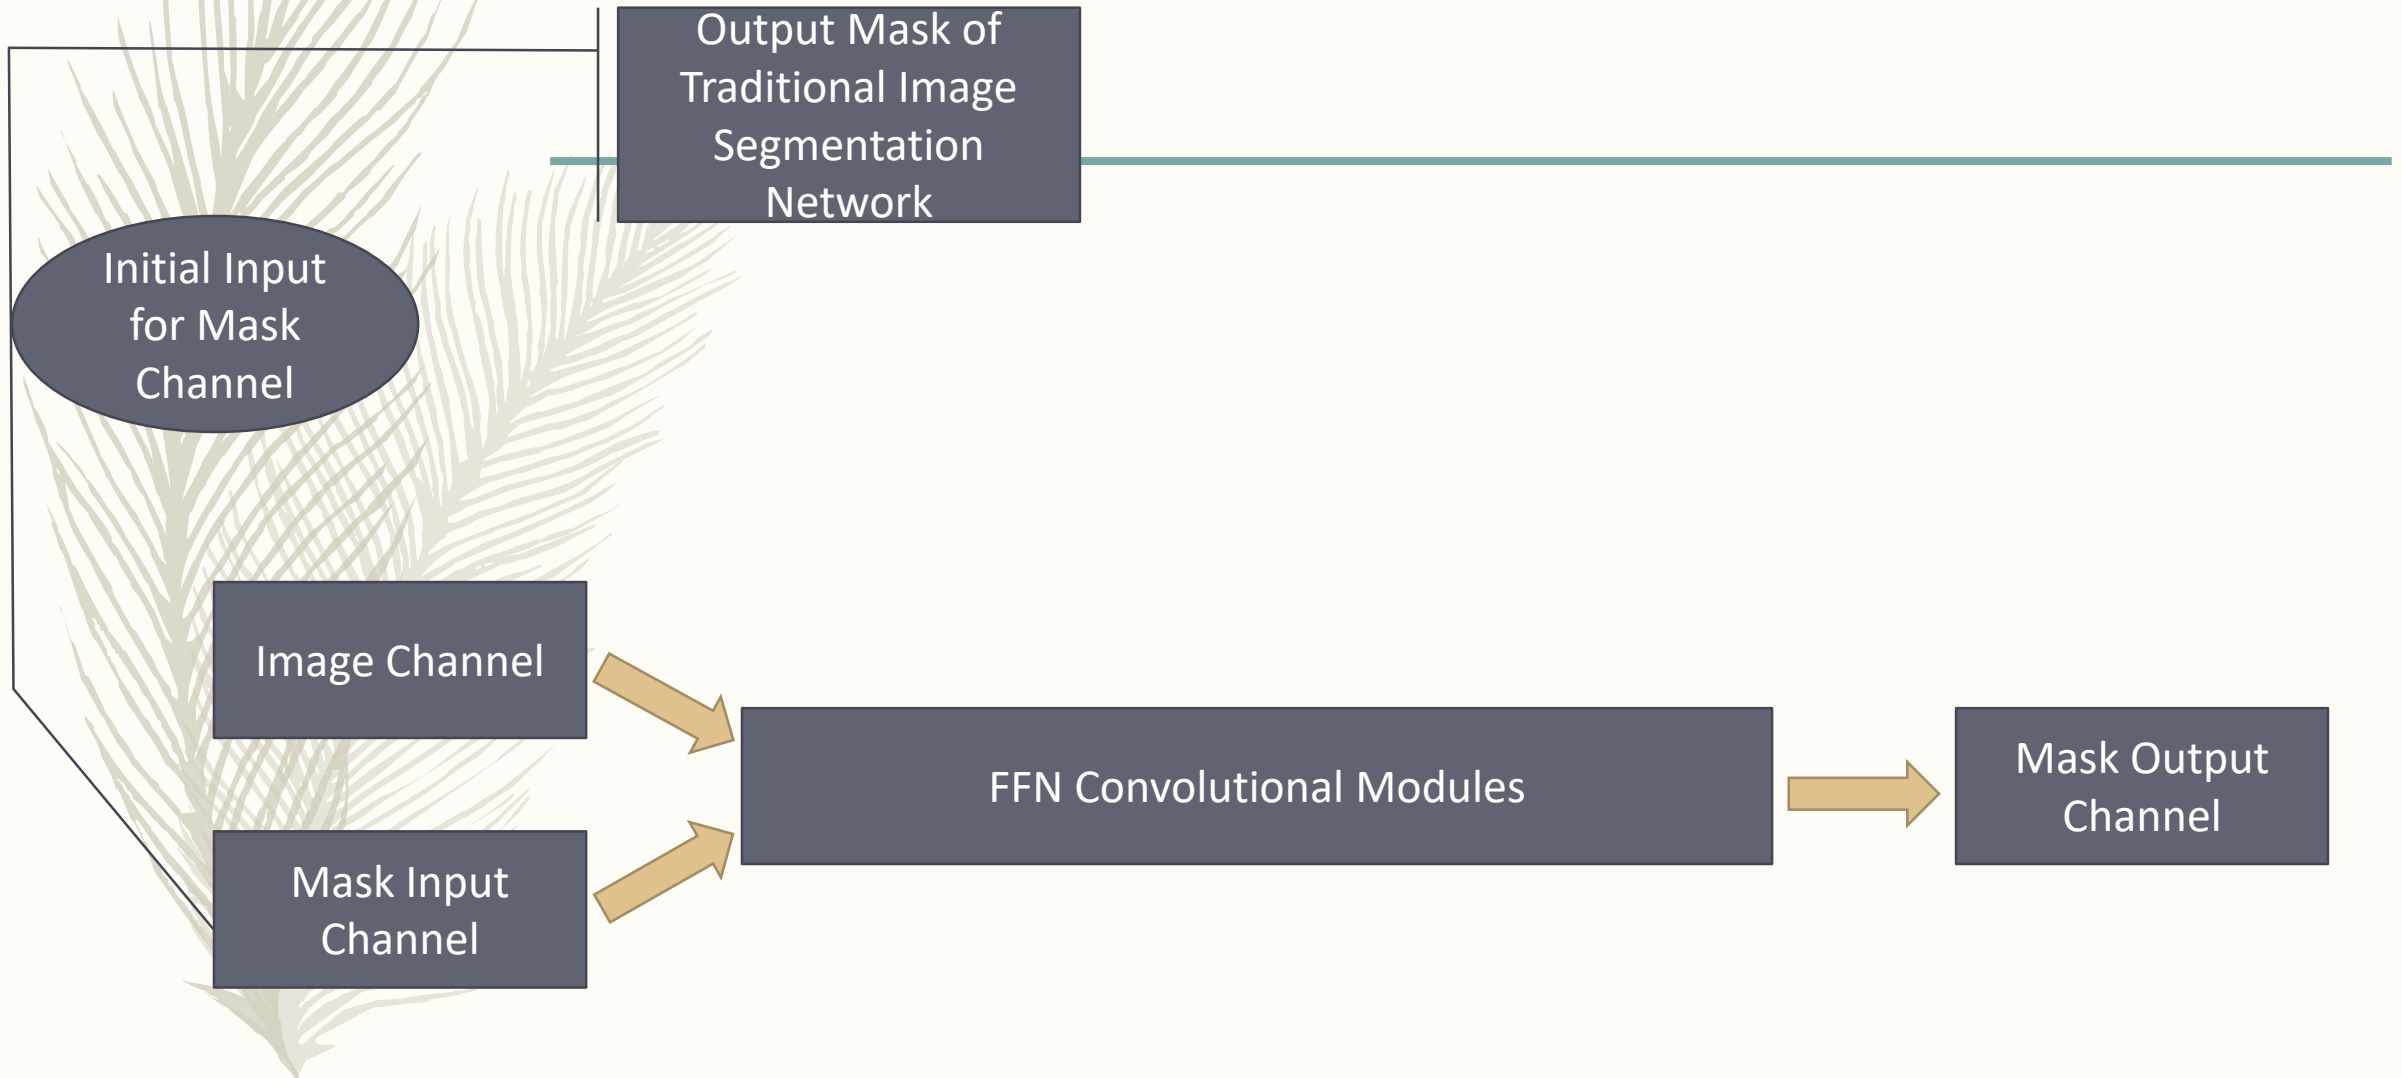 Output Mask of
Traditional Image
Segmentation
Network
Initial Input
for Mask
Channel
Image Channel
Mask Input
Channel
FFN Convolutional Modules
Mask Output
Channel